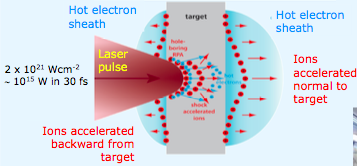 Hot electron
sheath
target
Hot electron
sheath
hole-
boring
RPA
Laser
pulse
2 x 10²¹ Wcm⁻²
~ 10¹⁵ W in 30 fs
hot
shock
accelerated
ions
Ions
accelerated
normal to
target
Ions accelerated
backward from
target